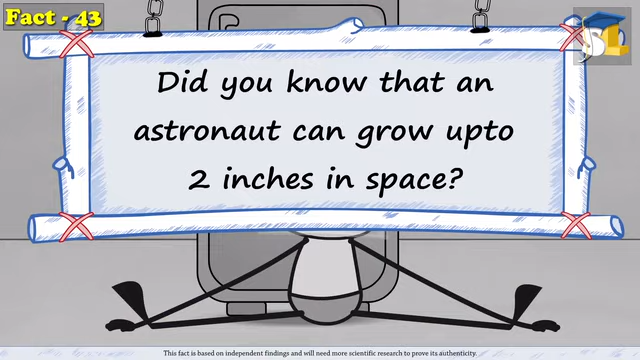 Fact - 43
SL
Did you know that an
astronaut can grow upto
2 inches in space?
This fact is based on independent findings and will need more scientific research to prove its authenticity.